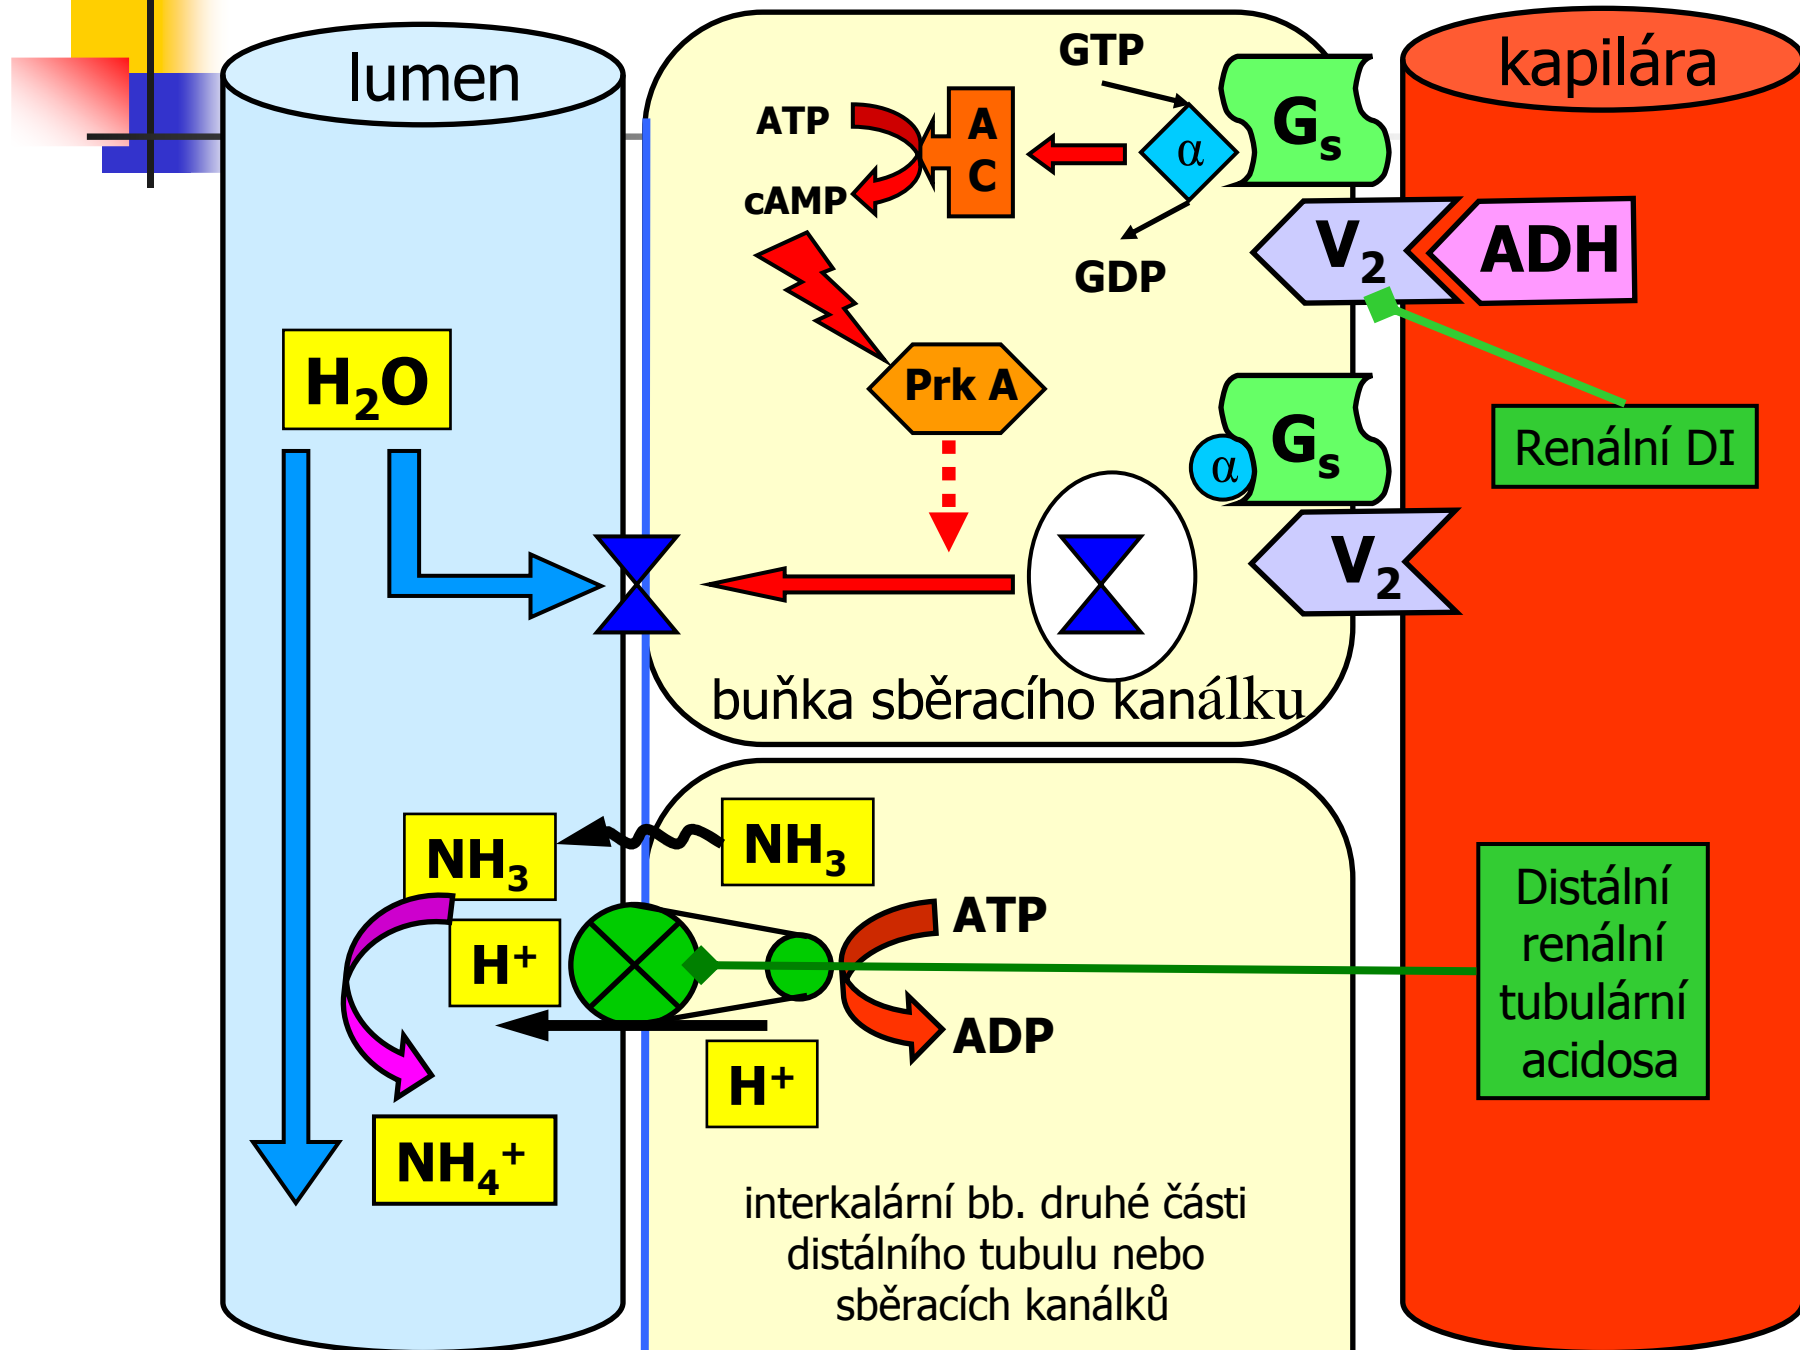 lumen
kapilára
GTP
ATP
A
C
α
Gs
cAMP
GDP
V2
ADH
H2O
Prk A
α
Gs
Renální DI
V2
buňka sběracího kanálku
NH3
NH3
ATP
H+
ADP
H+
NH4+
Distální
renální
tubulární
acidosa
interkalární bb. druhé části
distálního tubulu nebo
sběracích kanálků